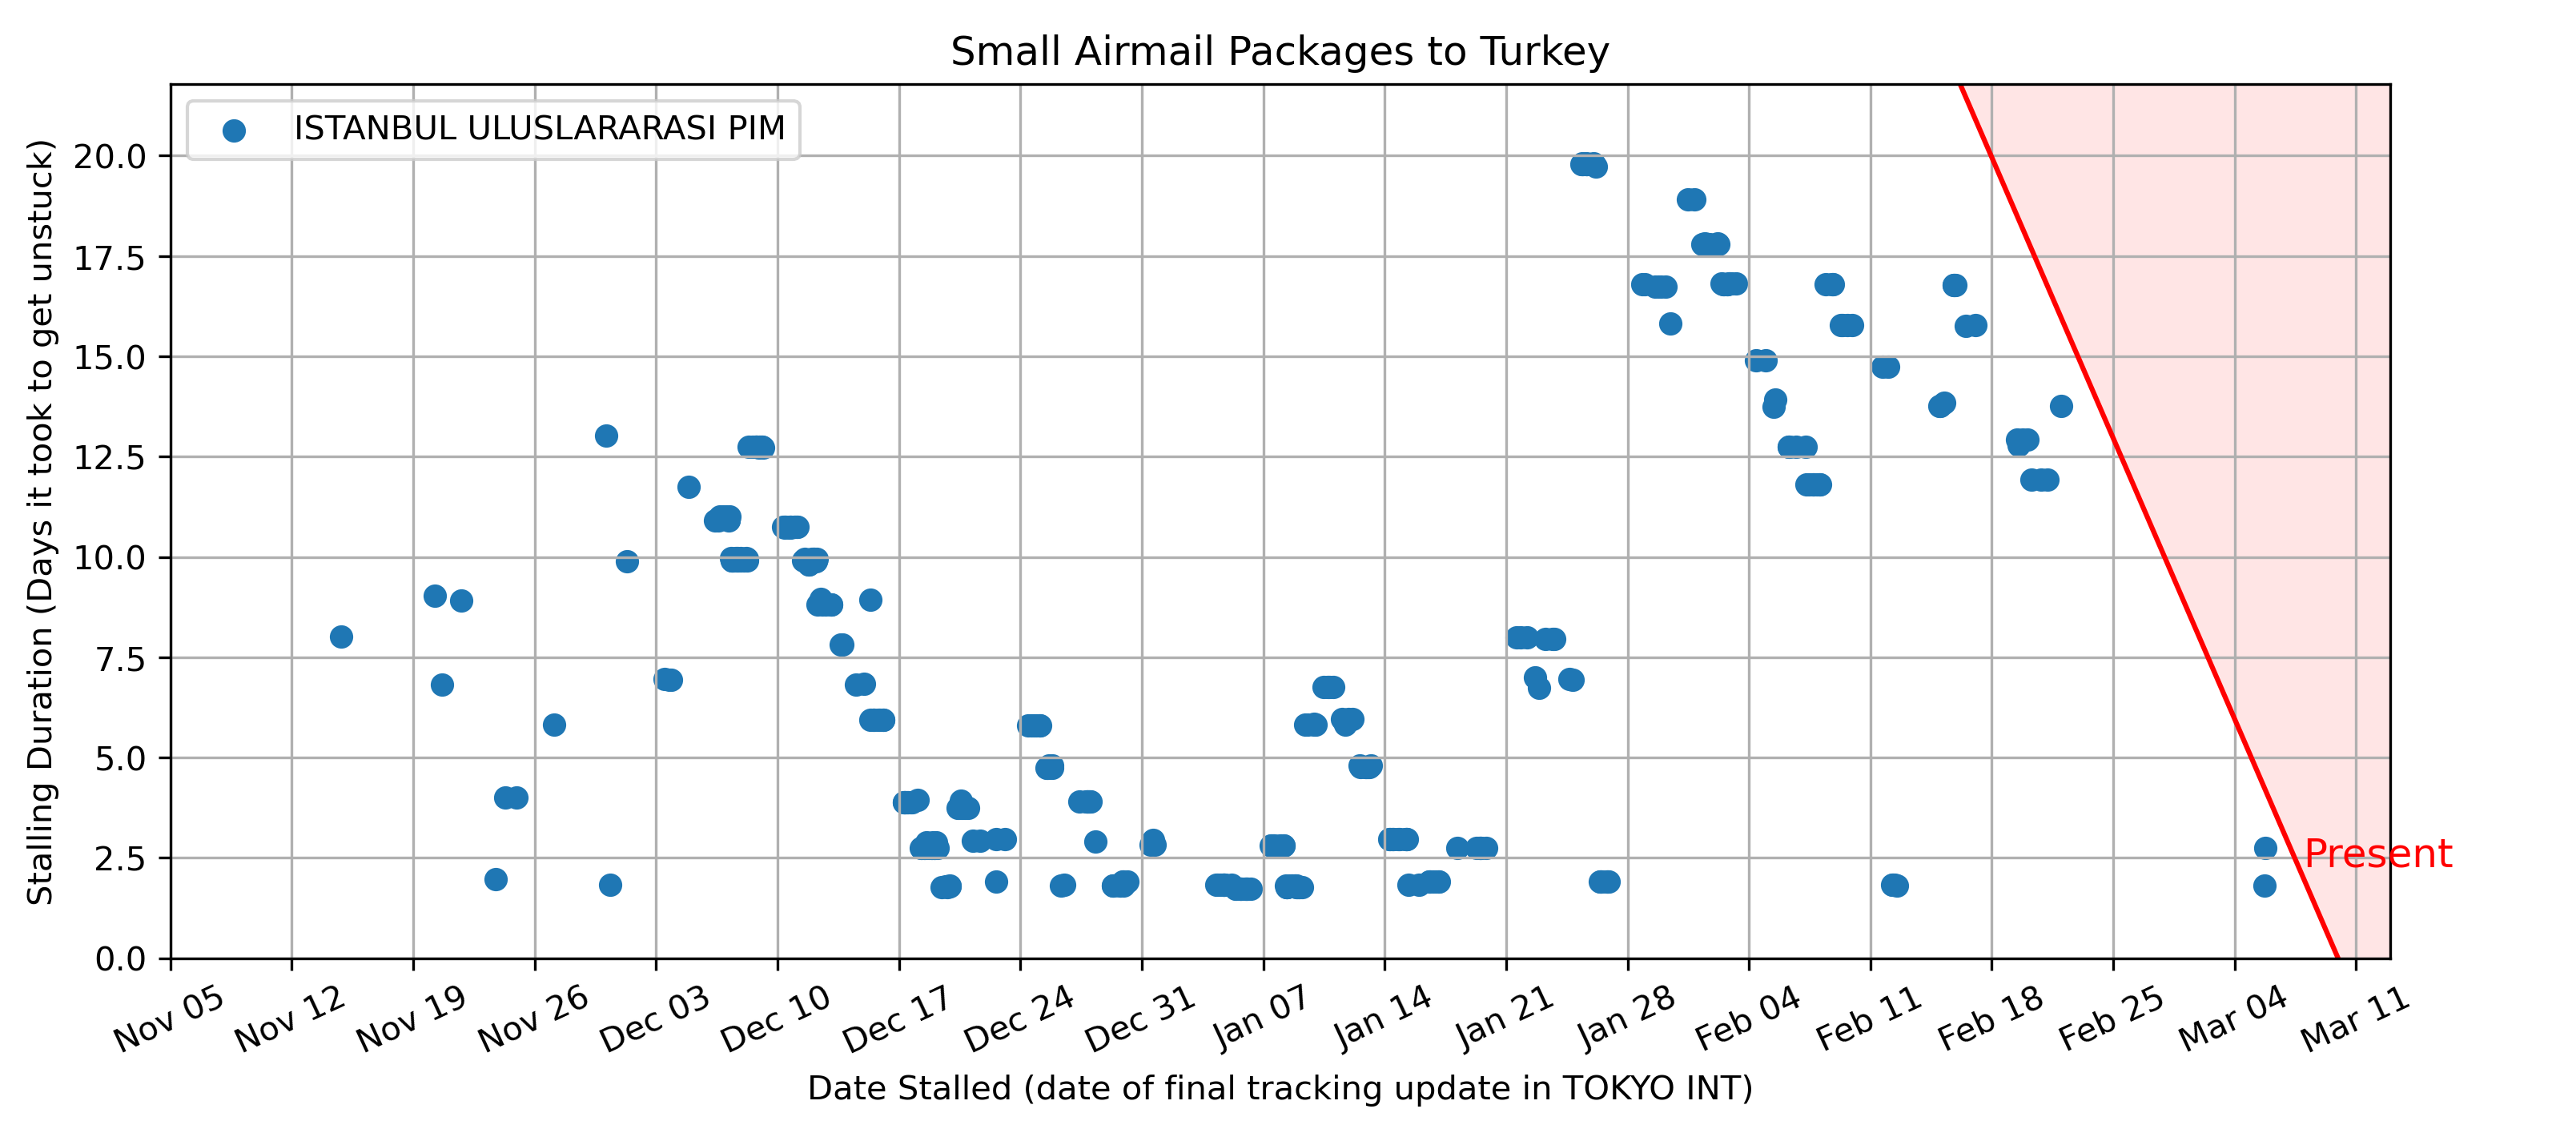 Small Airmail Packages to Turkey
ISTANBUL ULUSLARARASI PIM
Stalling Duration (Days it took to get unstuck)
20.0
17.5
15.0
12.5
10.0
7.5
5.0
2.5
0.0
Present
Nov 05
Nov 12
Nov 19
Nov 26
Dec 03
Dec 10
Dec 17
Dec 24
Dec 31
Jan 07
Jan 14
Jan 21
Jan 28
Feb 04
Feb 11
Feb 18
Feb 25
Mar 04
Mar 11
Date Stalled (date of final tracking update in TOKYO INT)